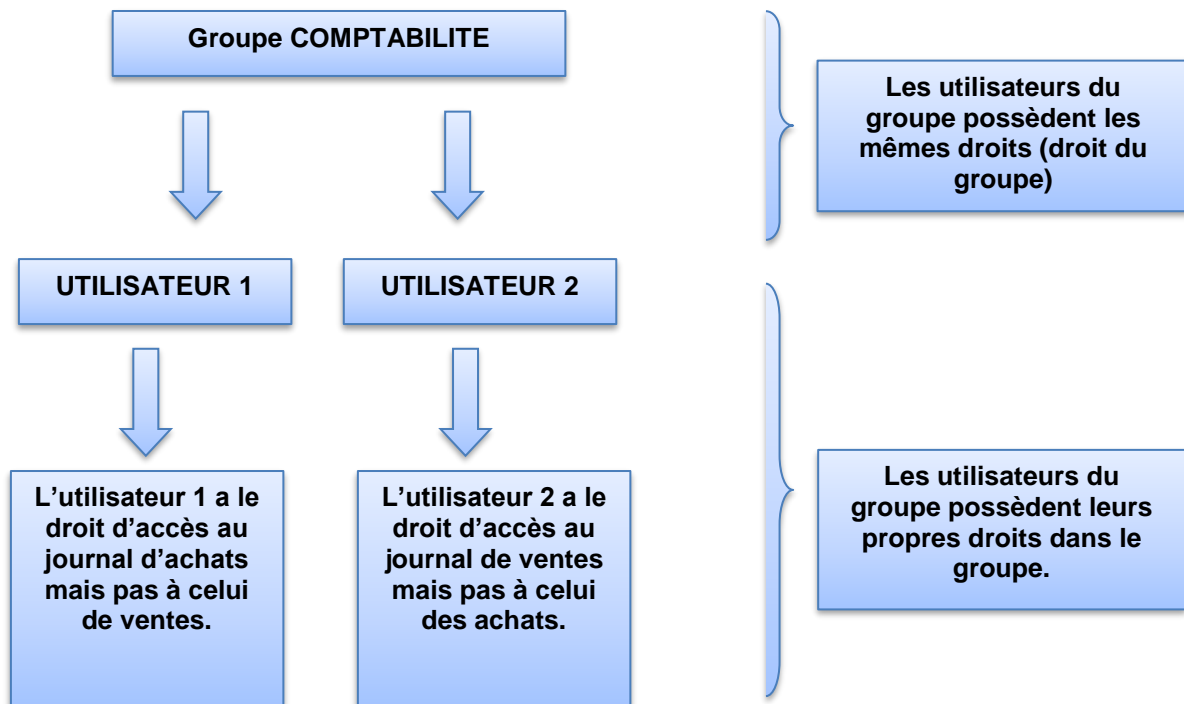 Groupe COMPTABILITE
Les utilisateurs du
groupe possèdent les
mêmes droits (droit du
groupe)
UTILISATEUR 1
UTILISATEUR 2
L’utilisateur 1 a le
droit d’accès au
journal d’achats
mais pas à celui
de ventes.
L’utilisateur 2 a le
droit d’accès au
journal de ventes
mais pas à celui
des achats.
Les utilisateurs du
groupe possèdent leurs
propres droits dans le
groupe.